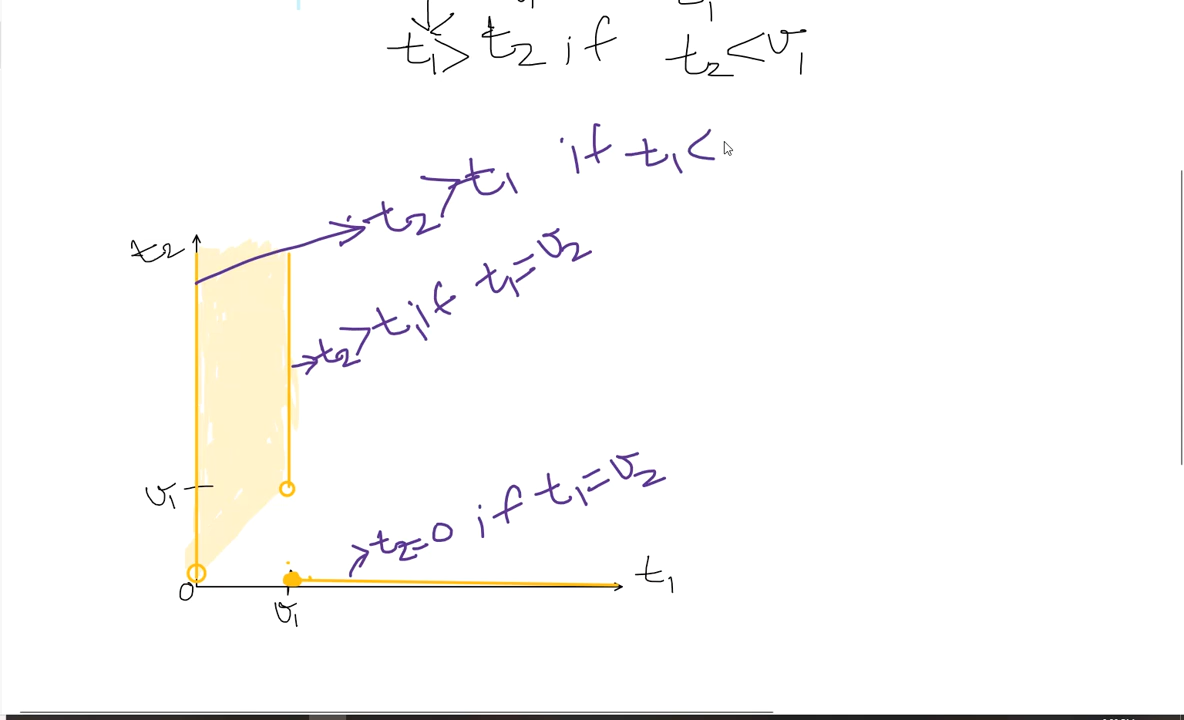 t₁>t₂ if t₂<v₁
t₂>t₁ if t₁<
t₂
t₂>t₁ if t₁=v₂
v₁
t₂=0 if t₁=v₂
t₁
0
v₁